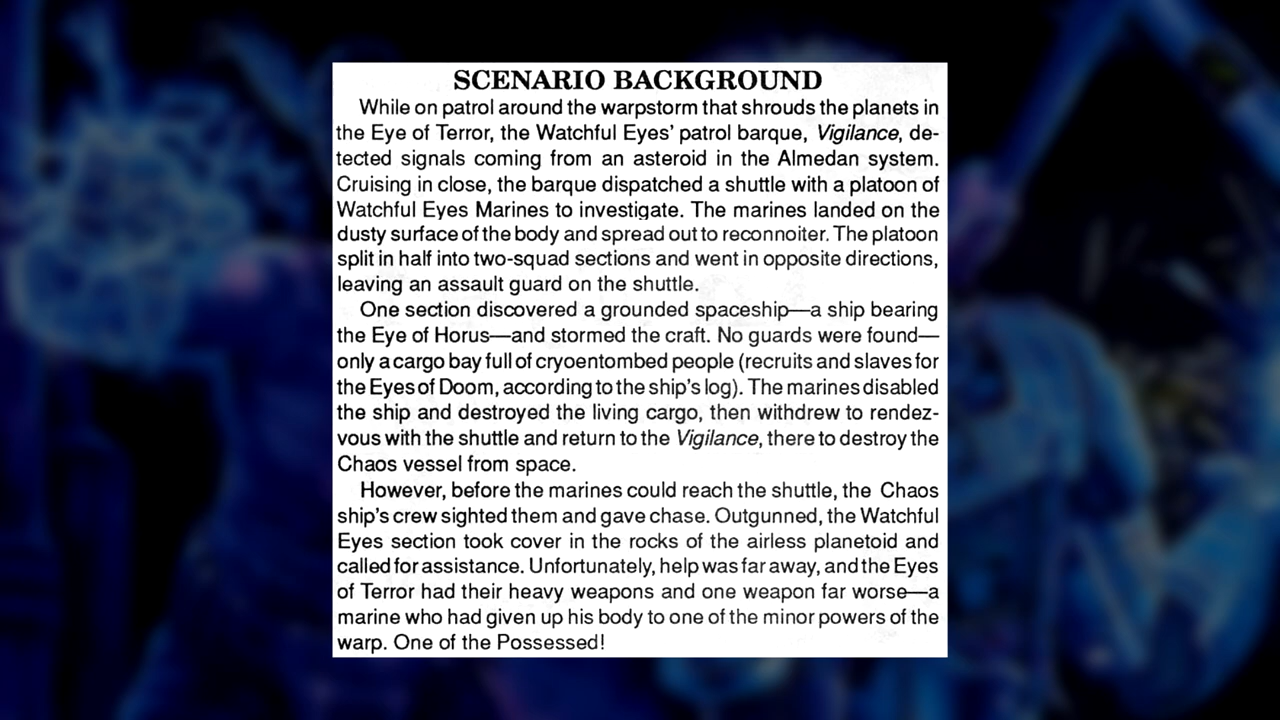 SCENARIO BACKGROUND
While on patrol around the warpstorm that shrouds the planets in
the Eye of Terror, the Watchful Eyes' patrol barque, Vigilance, de-
tected signals coming from an asteroid in the Almedan system.
Cruising in close, the barque dispatched a shuttle with a platoon of
Watchful Eyes Marines to investigate. The marines landed on the
dusty surface of the body and spread out to reconnoiter. The platoon
split in half into two-squad sections and went in opposite directions,
leaving an assault guard on the shuttle.
One section discovered a grounded spaceship—a ship bearing
the Eye of Horus—and stormed the craft. No guards were found—
only a cargo bay full of cryoentombed people (recruits and slaves for
the Eyes of Doom, according to the ship's log). The marines disabled
the ship and destroyed the living cargo, then withdrew to rendez-
vous with the shuttle and return to the Vigilance, there to destroy the
Chaos vessel from space.
However, before the marines could reach the shuttle, the Chaos
ship's crew sighted them and gave chase. Outgunned, the Watchful
Eyes section took cover in the rocks of the airless planetoid and
called for assistance. Unfortunately, help was far away, and the Eyes
of Terror had their heavy weapons and one weapon far worse—a
marine who had given up his body to one of the minor powers of the
warp. One of the Possessed!